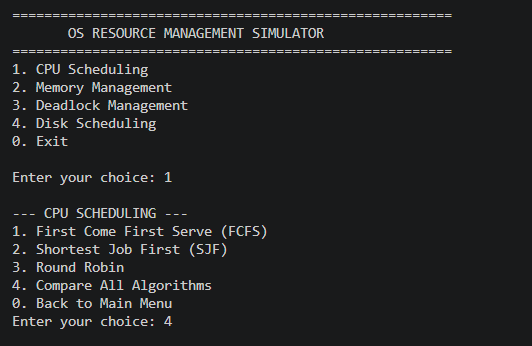 =======================================================
OS RESOURCE MANAGEMENT SIMULATOR
=======================================================
1. CPU Scheduling
2. Memory Management
3. Deadlock Management
4. Disk Scheduling
0. Exit
Enter your choice: 1
--- CPU SCHEDULING ---
1. First Come First Serve (FCFS)
2. Shortest Job First (SJF)
3. Round Robin
4. Compare All Algorithms
0. Back to Main Menu
Enter your choice: 4